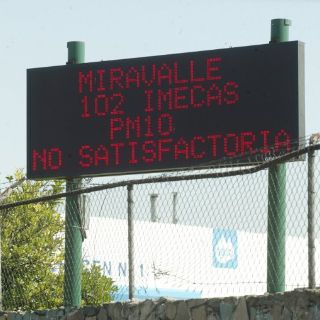 MIRAVALLE
102 IMECAS
PM10
NO SATISFACTORIA